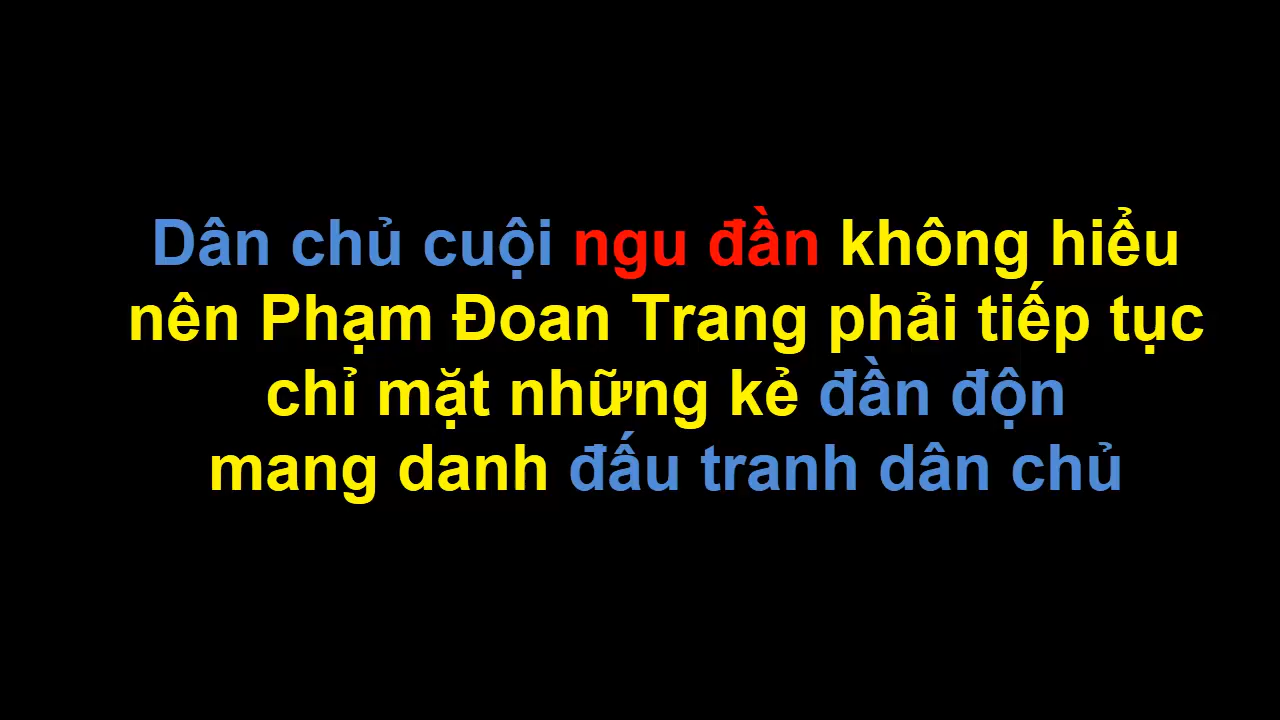 Dân chủ cuội ngu đần không hiểu
nên Phạm Đoan Trang phải tiếp tục
chỉ mặt những kẻ đần độn
mang danh đấu tranh dân chủ